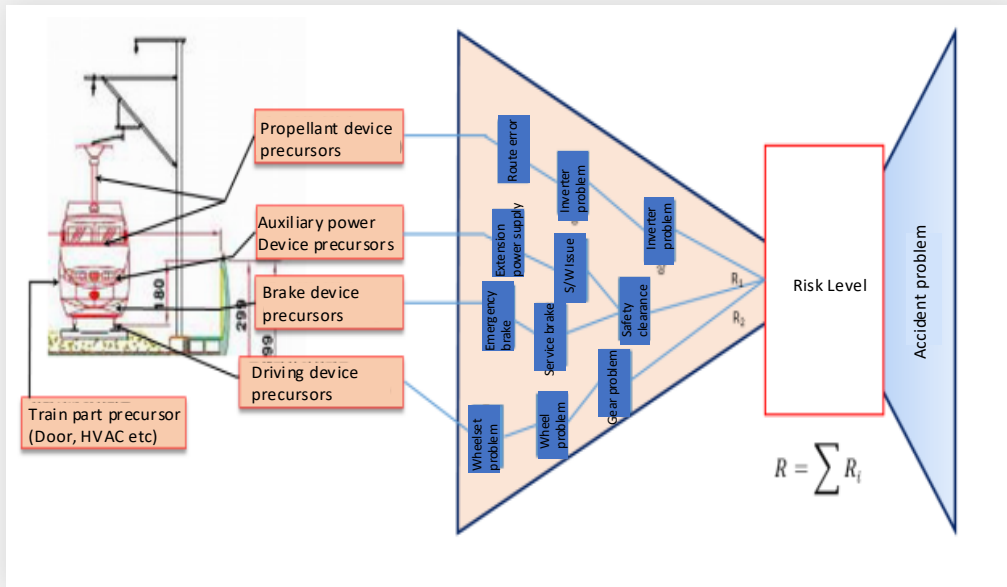 Propellant device
precursors
Auxiliary power
Device precursors
Brake device
precursors
Driving device
precursors
Train part precursor
(Door, HVAC etc)
180
299
99
Route error
Inverter
problem
Inverter
problem
Extension
power supply
S/W Issue
Safety
clearance
Emergency
brake
Service brake
Gear problem
Wheel
problem
Wheelset
problem
R₁
R₂
Risk Level
Accident problem
R = ∑ Rᵢ